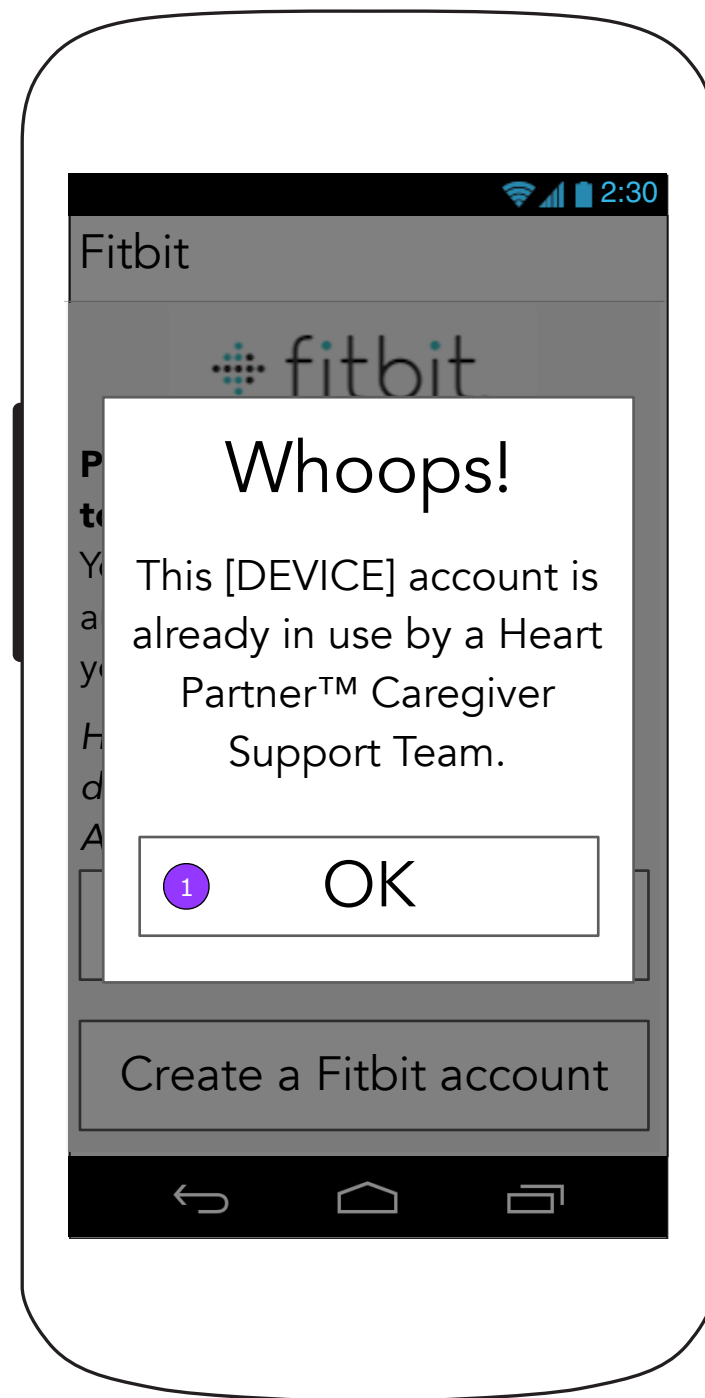 2:30
Fitbit
fitbit
Whoops!
This [DEVICE] account is
already in use by a Heart
Partner™ Caregiver
Support Team.
1 OK
Create a Fitbit account